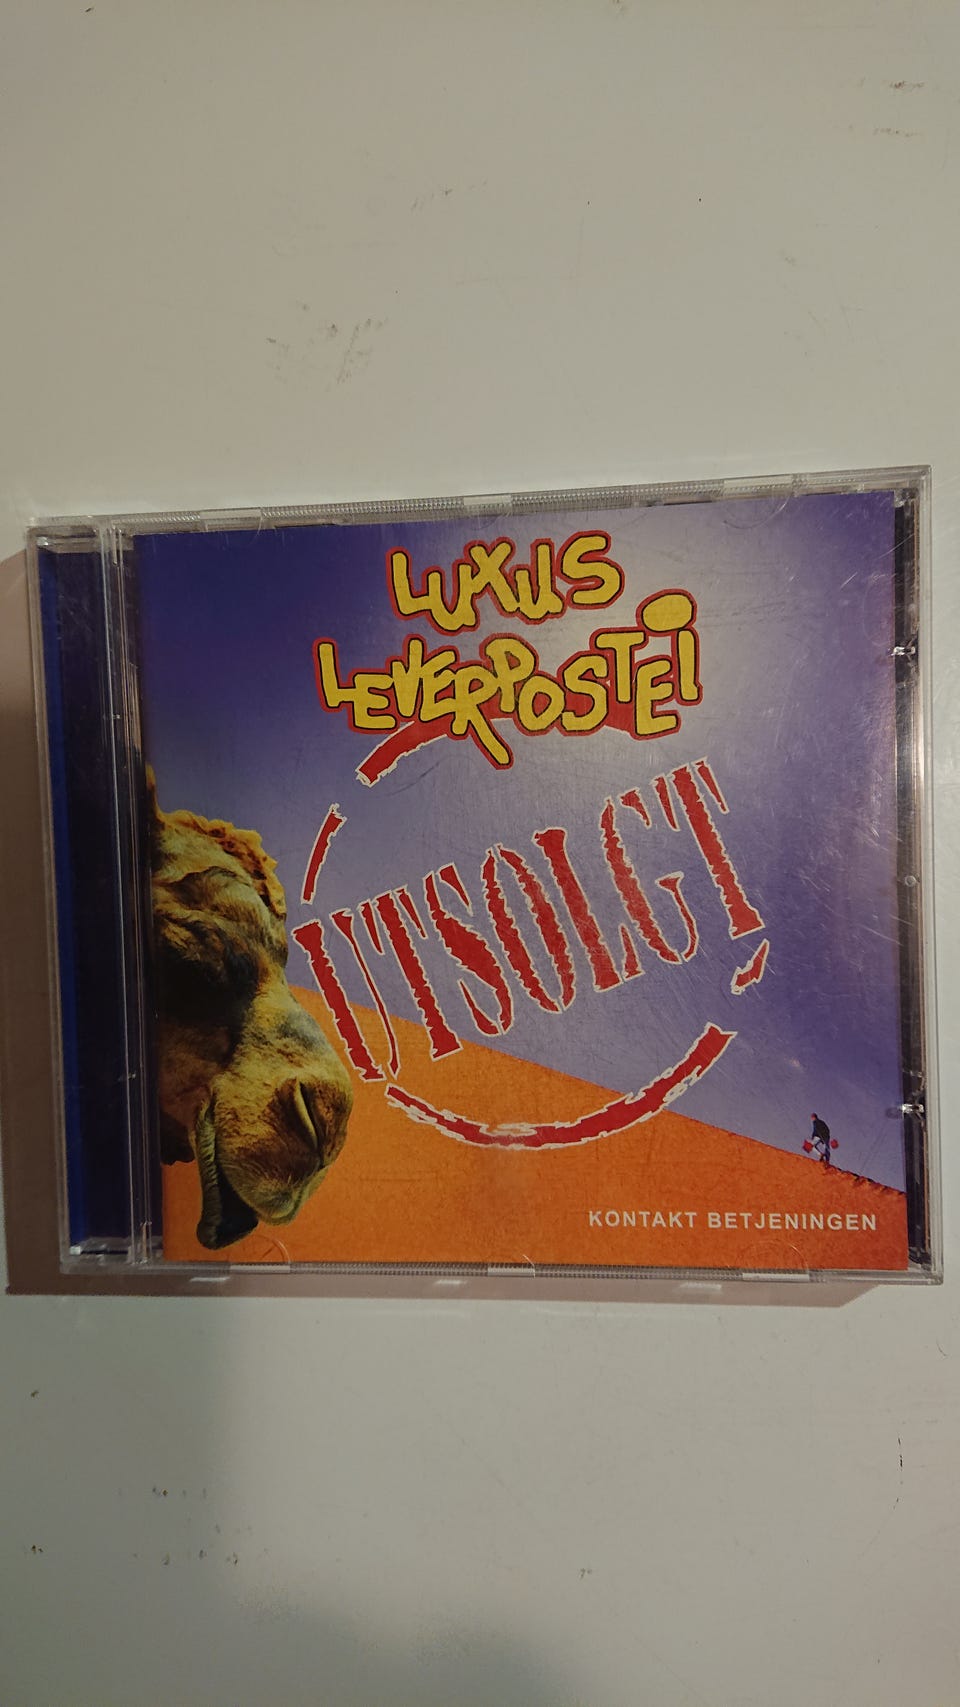 LUXUS
LEVERPOSTEI
UTSOLGT
KONTAKT BETJENINGEN